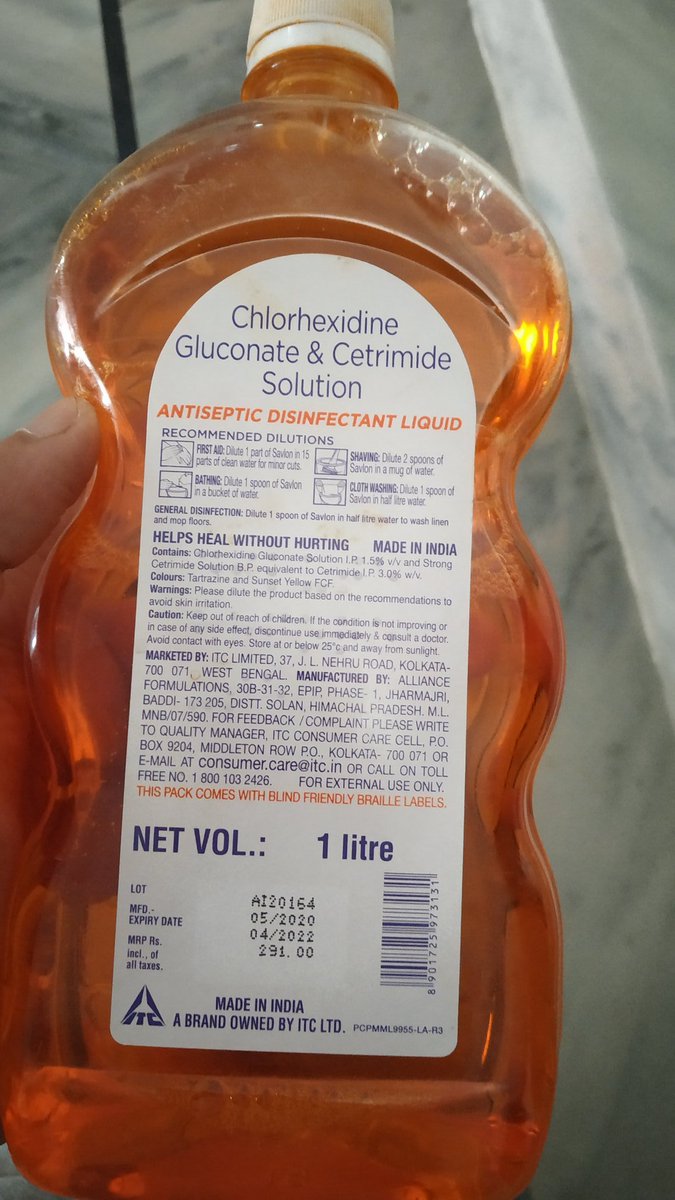 Chlorhexidine
Gluconate & Cetrimide
Solution
ANTISEPTIC DISINFECTANT LIQUID
RECOMMENDED DILUTIONS
FIRST AID: Dilute 1 part of Savlon in 15
parts of clean water for minor cuts.
SHAVING: Dilute 2 spoons of
Savlon in a mug of water.
BATHING: Dilute 1 spoon of Savlon
in a bucket of water.
CLOTH WASHING: Dilute 1 spoon of
Savlon in half litre water.
GENERAL DISINFECTION: Dilute 1 spoon of Savlon in half litre water to wash linen
and mop floors.
HELPS HEAL WITHOUT HURTING MADE IN INDIA
Contains: Chlorhexidine Gluconate Solution I.P. 1.5% v/v and Strong
Cetrimide Solution B.P. equivalent to Cetrimide I.P. 3.0% w/v.
Colours: Tartrazine and Sunset Yellow FCF.
Warnings: Please dilute the product based on the recommendations to
avoid skin irritation.
Caution: Keep out of reach of children. If the condition is not improving or
in case of any side effect, discontinue use immediately & consult a doctor.
Avoid contact with eyes. Store at or below 25°c and away from sunlight.
MARKETED BY: ITC LIMITED, 37, J. L. NEHRU ROAD, KOLKATA-
700 071, WEST BENGAL. MANUFACTURED BY: ALLIANCE
FORMULATIONS, 30B-31-32, EPIP, PHASE- 1, JHARMAJRI,
BADDI- 173 205, DISTT. SOLAN, HIMACHAL PRADESH. M.L.
MNB/07/590. FOR FEEDBACK / COMPLAINT PLEASE WRITE
TO QUALITY MANAGER, ITC CONSUMER CARE CELL, P.O.
BOX 9204, MIDDLETON ROW P.O., KOLKATA- 700 071 OR
E-MAIL AT consumer.care@itc.in OR CALL ON TOLL
FREE NO. 1 800 103 2426. FOR EXTERNAL USE ONLY.
THIS PACK COMES WITH BLIND FRIENDLY BRAILLE LABELS.
NET VOL.: 1 litre
LOT AI20164
MFD.- 05/2020
EXPIRY DATE 04/2022
MRP Rs. 291.00
incl., of
all taxes.
8 901725 973131
ITC
MADE IN INDIA
A BRAND OWNED BY ITC LTD. PCPMML9955-LA-R3